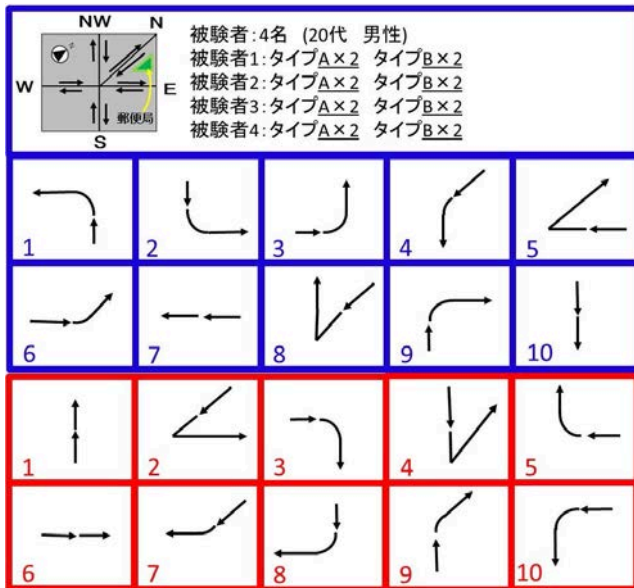 NW N
W E
S
郵便局
被験者:4名 (20代 男性)
被験者1:タイプA×2 タイプB×2
被験者2:タイプA×2 タイプB×2
被験者3:タイプA×2 タイプB×2
被験者4:タイプA×2 タイプB×2
1 2 3 4 5
6 7 8 9 10
1 2 3 4 5
6 7 8 9 10